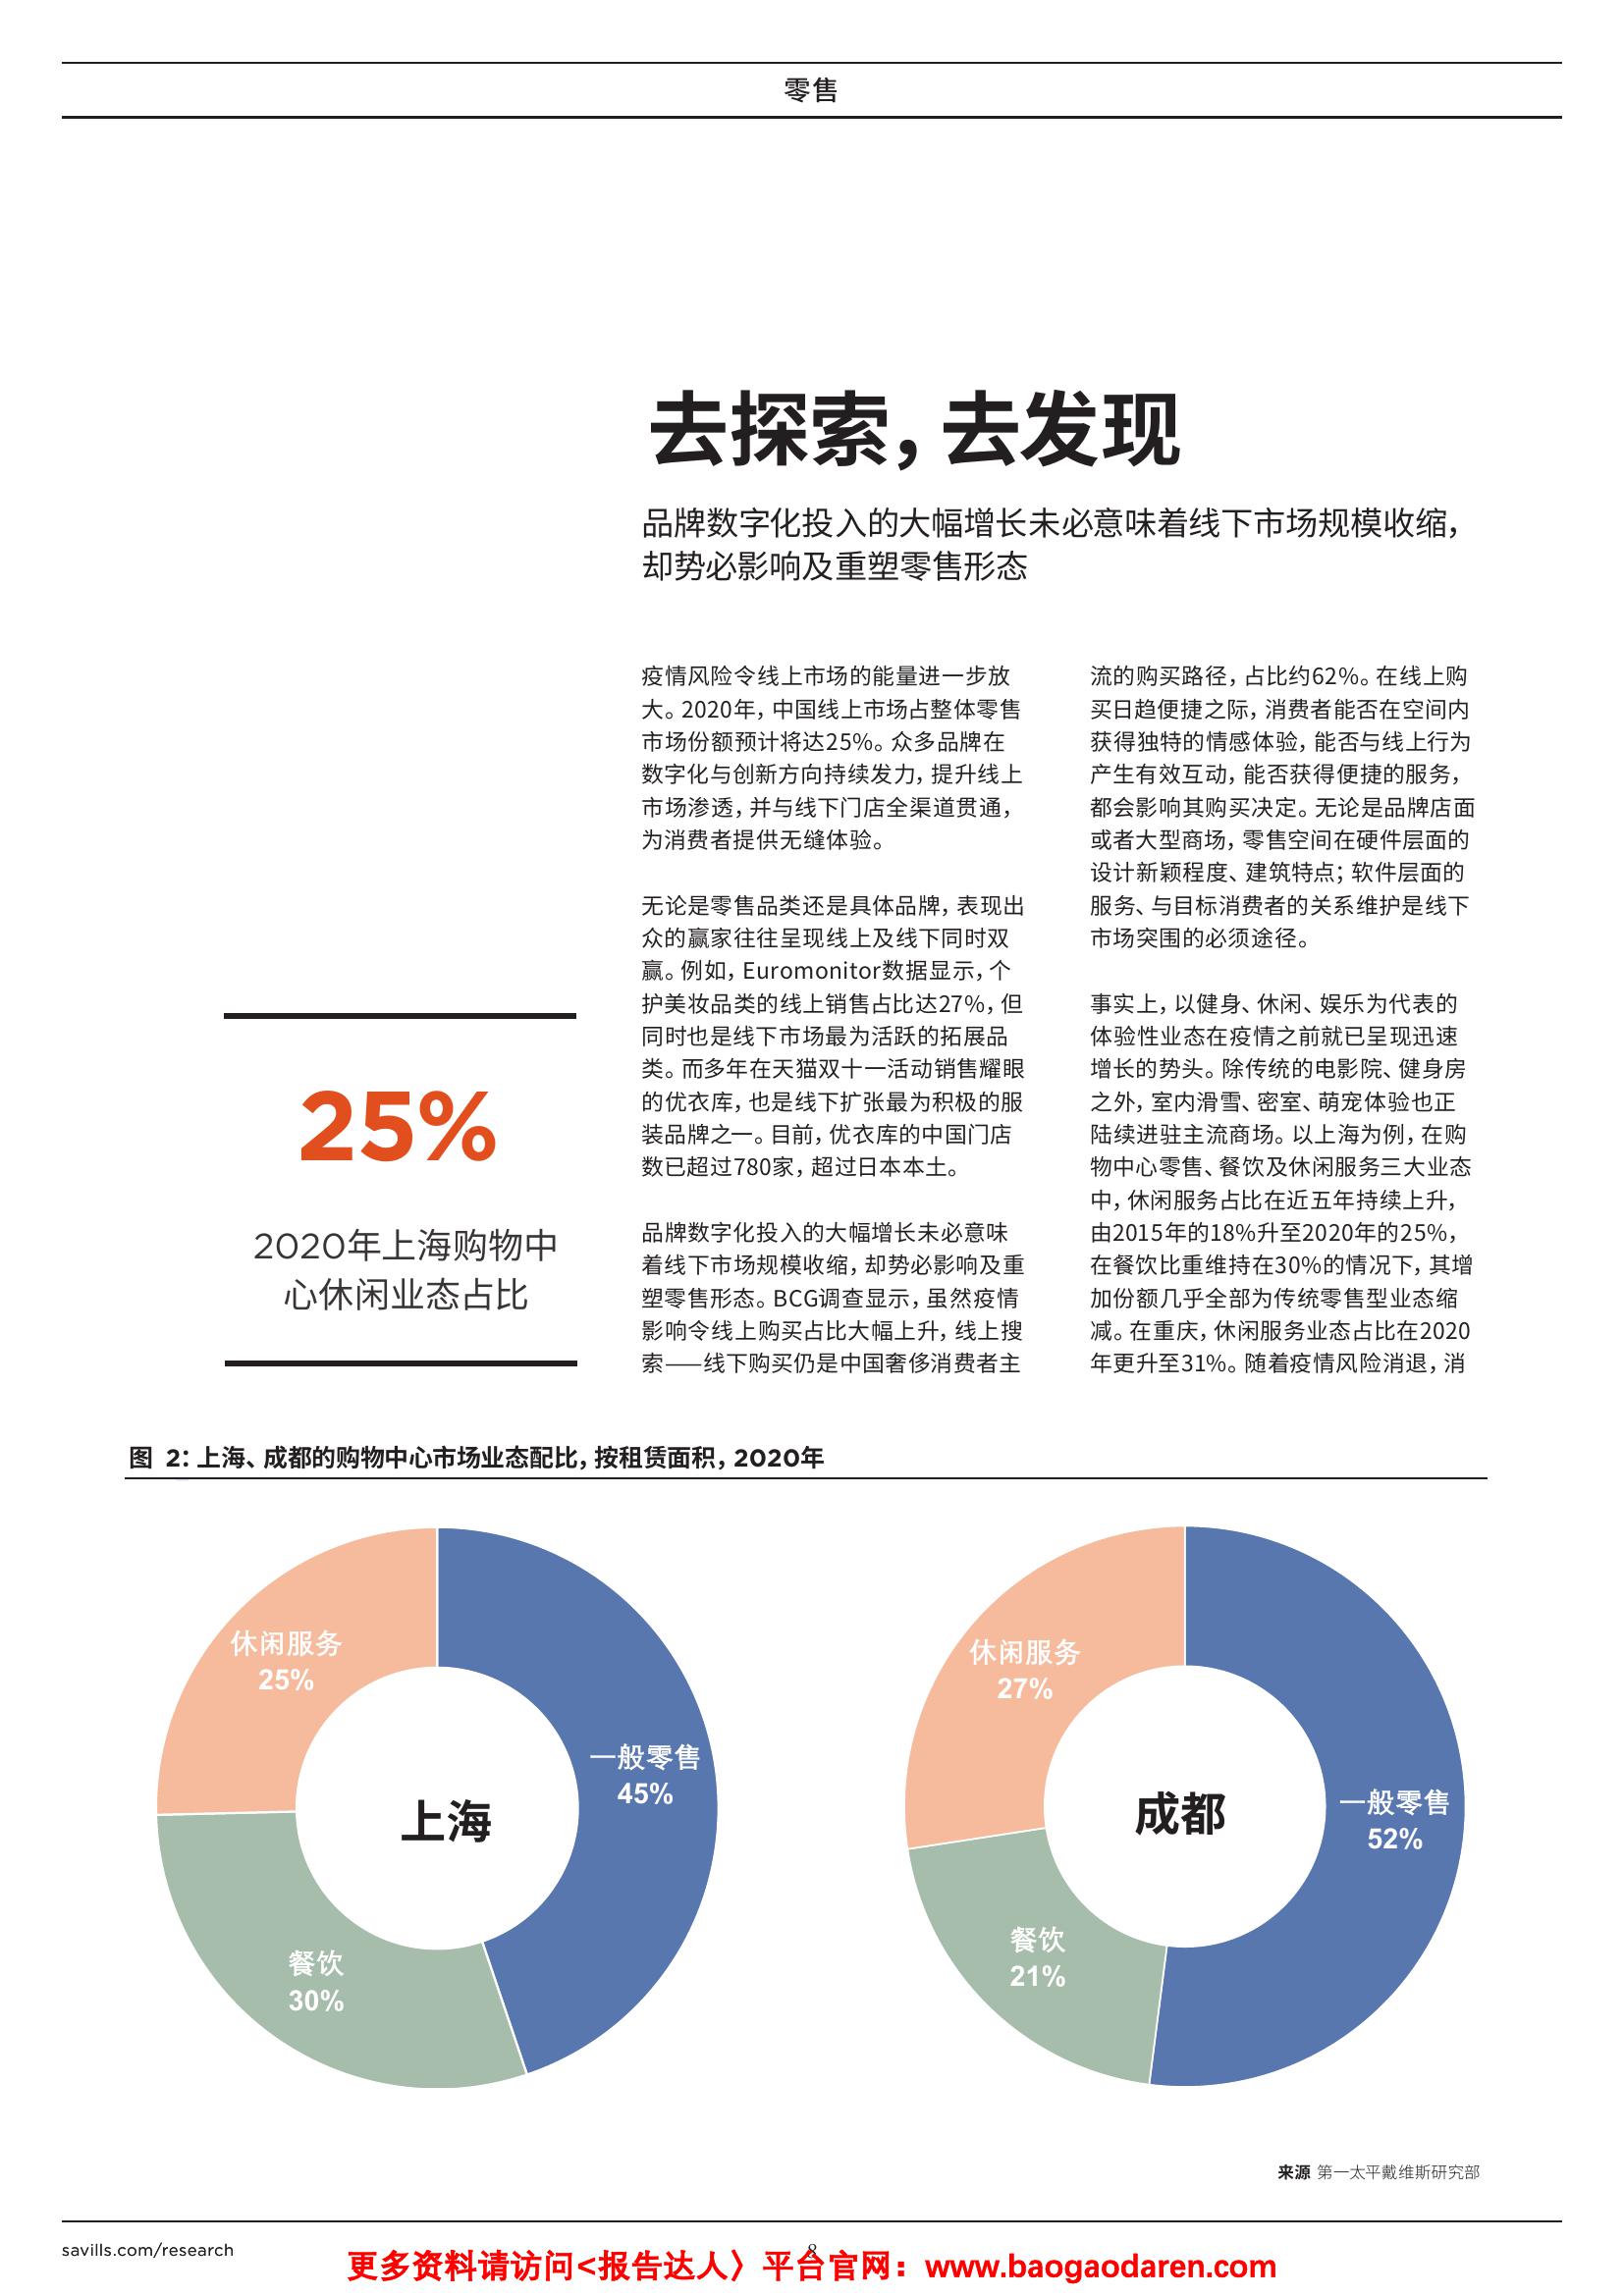 零售
去探索，去发现
品牌数字化投入的大幅增长未必意味着线下市场规模收缩，
却势必影响及重塑零售形态
疫情风险令线上市场的能量进一步放
大。2020年，中国线上市场占整体零售
市场份额预计将达25%。众多品牌在
数字化与创新方向持续发力，提升线上
市场渗透，并与线下门店全渠道贯通，
为消费者提供无缝体验。
无论是零售品类还是具体品牌，表现出
众的赢家往往呈现线上及线下同时双
赢。例如，Euromonitor数据显示，个
护美妆品类的线上销售占比达27%，但
同时也是线下市场最为活跃的拓展品
类。而多年在天猫双十一活动销售耀眼
的优衣库，也是线下扩张最为积极的服
装品牌之一。目前，优衣库的中国门店
数已超过780家，超过日本本土。
品牌数字化投入的大幅增长未必意味
着线下市场规模收缩，却势必影响及重
塑零售形态。BCG调查显示，虽然疫情
影响令线上购买占比大幅上升，线上搜
索——线下购买仍是中国奢侈消费者主
流的购买路径，占比约62%。在线上购
买日趋便捷之际，消费者能否在空间内
获得独特的情感体验，能否与线上行为
产生有效互动，能否获得便捷的服务，
都会影响其购买决定。无论是品牌店面
或者大型商场，零售空间在硬件层面的
设计新颖程度、建筑特点；软件层面的
服务、与目标消费者的关系维护是线下
市场突围的必须途径。
事实上，以健身、休闲、娱乐为代表的
体验性业态在疫情之前就已呈现迅速
增长的势头。除传统的电影院、健身房
之外，室内滑雪、密室、萌宠体验也正
陆续进驻主流商场。以上海为例，在购
物中心零售、餐饮及休闲服务三大业态
中，休闲服务占比在近五年持续上升，
由2015年的18%升至2020年的25%，
在餐饮比重维持在30%的情况下，其增
加份额几乎全部为传统零售型业态缩
减。在重庆，休闲服务业态占比在2020
年更升至31%。随着疫情风险消退，消
25%
2020年上海购物中
心休闲业态占比
图 2：上海、成都的购物中心市场业态配比，按租赁面积，2020年
休闲服务
25%
一般零售
45%
上海
餐饮
30%
休闲服务
27%
一般零售
52%
成都
餐饮
21%
来源 第一太平戴维斯研究部
savills.com/research
8
更多资料请访问<报告达人〉平台官网：www.baogaodaren.com